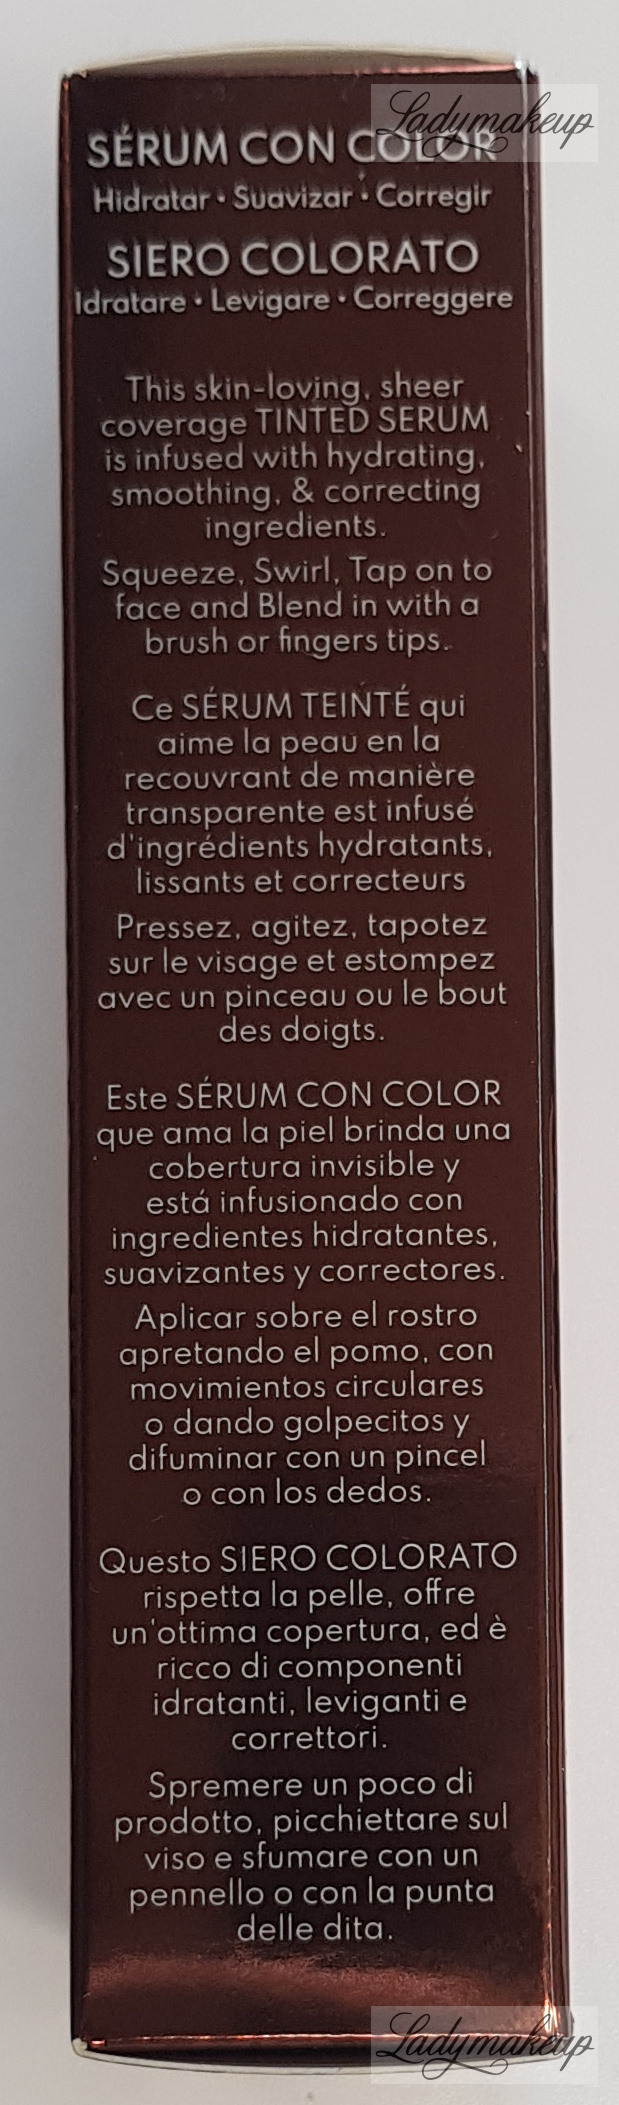 Ladymakeup
SÉRUM CON COLOR
Hidratar • Suavizar • Corregir
SIERO COLORATO
Idratare • Levigare • Correggere
This skin-loving, sheer
coverage TINTED SERUM
is infused with hydrating,
smoothing, & correcting
ingredients.
Squeeze, Swirl, Tap on to
face and Blend in with a
brush or fingers tips.
Ce SÉRUM TEINTÉ qui
aime la peau en la
recouvrant de manière
transparente est infusé
d'ingrédients hydratants,
lissants et correcteurs
Pressez, agitez, tapotez
sur le visage et estompez
avec un pinceau ou le bout
des doigts.
Este SÉRUM CON COLOR
que ama la piel brinda una
cobertura invisible y
está infusionado con
ingredientes hidratantes,
suavizantes y correctores.
Aplicar sobre el rostro
apretando el pomo, con
movimientos circulares
o dando golpecitos y
difuminar con un pincel
o con los dedos.
Questo SIERO COLORATO
rispetta la pelle, offre
un'ottima copertura, ed è
ricco di componenti
idratanti, leviganti e
correttori.
Spremere un poco di
prodotto, picchiettare sul
viso e sfumare con un
pennello o con la punta
delle dita.
Ladymakeup